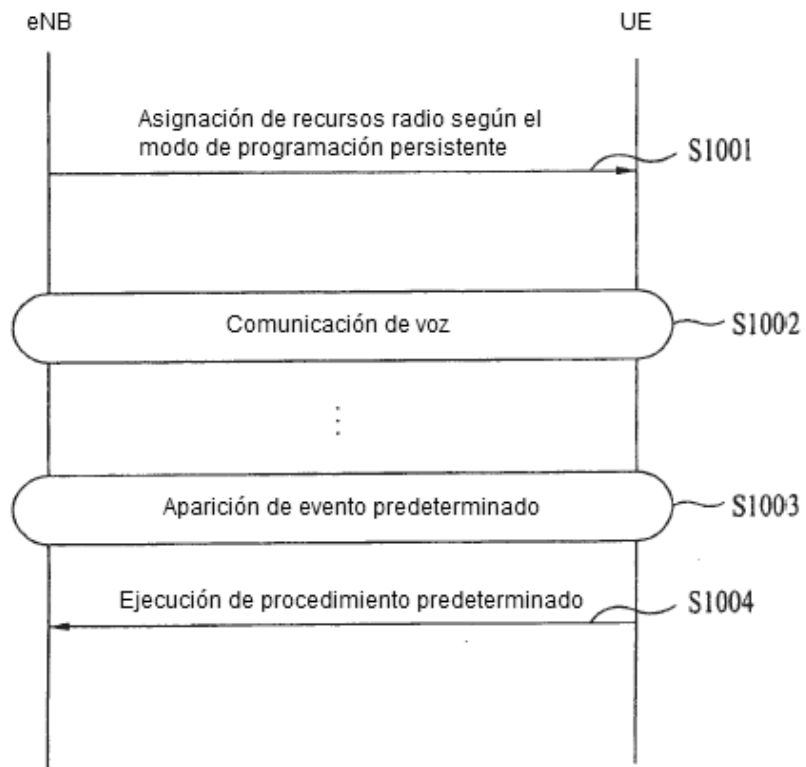 eNB
UE
Asignación de recursos radio según el
modo de programación persistente
S1001
Comunicación de voz
S1002
Aparición de evento predeterminado
S1003
Ejecución de procedimiento predeterminado
S1004